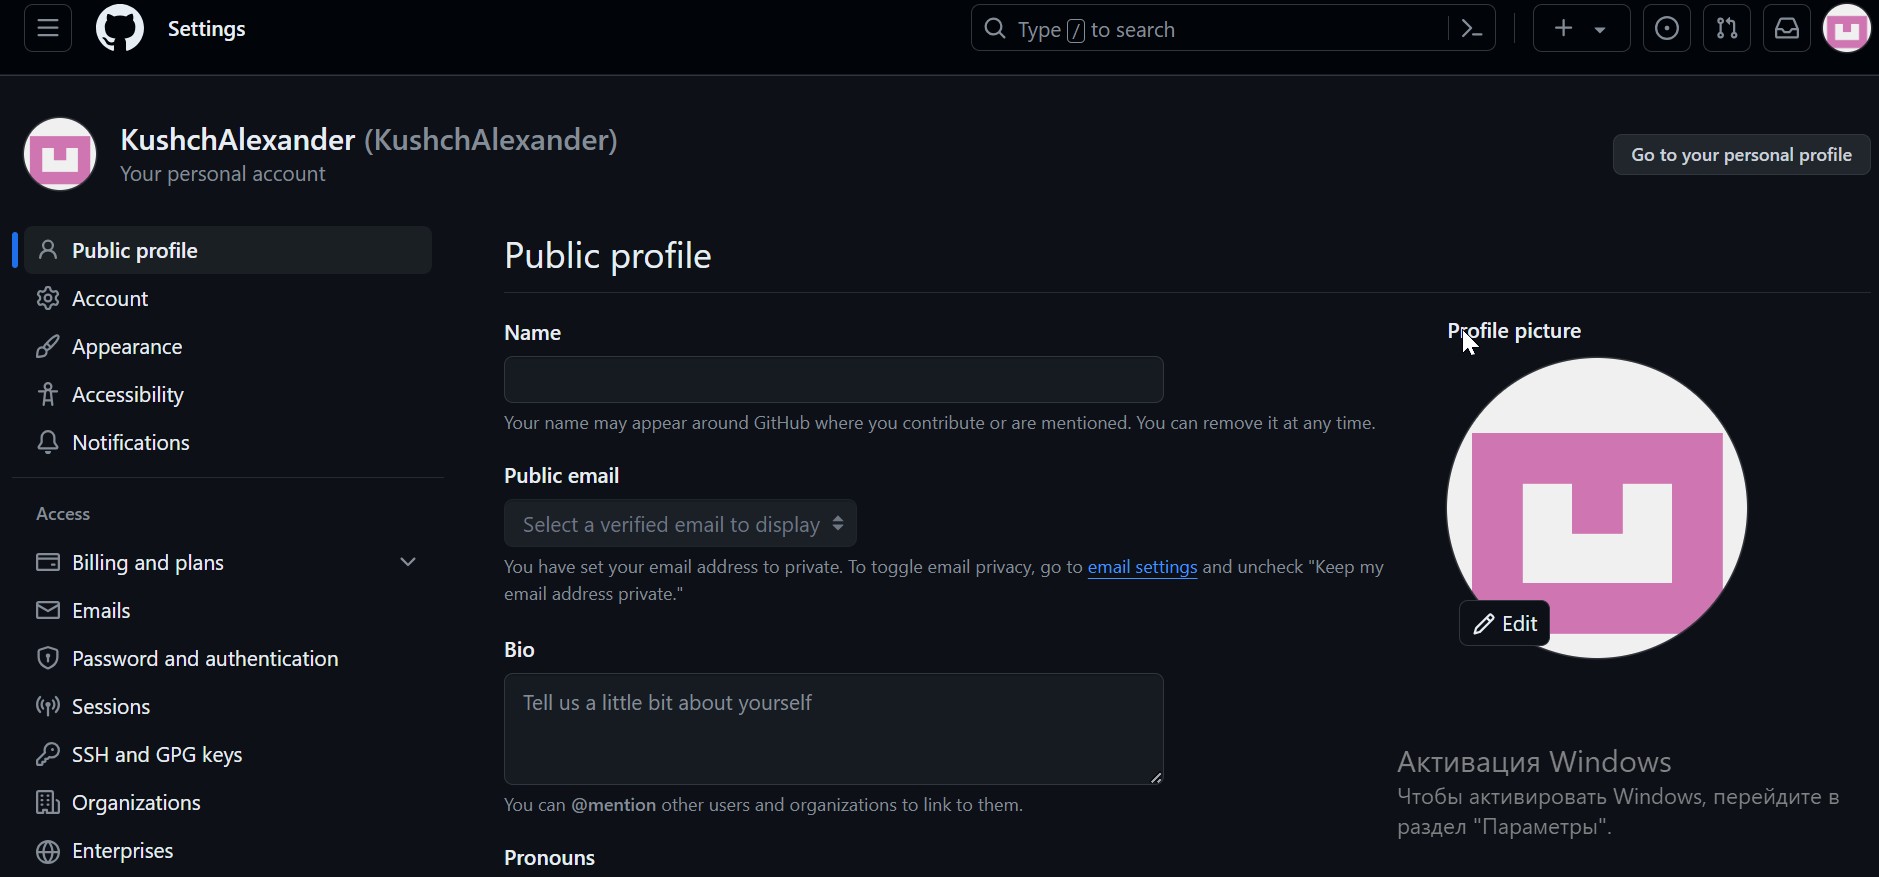 Settings
Type / to search
KushchAlexander (KushchAlexander)
Your personal account
Go to your personal profile
Public profile
Account
Appearance
Accessibility
Notifications
Access
Billing and plans
Emails
Password and authentication
Sessions
SSH and GPG keys
Organizations
Enterprises
Public profile
Name
Your name may appear around GitHub where you contribute or are mentioned. You can remove it at any time.
Public email
Select a verified email to display
You have set your email address to private. To toggle email privacy, go to email settings and uncheck "Keep my
email address private."
Bio
Tell us a little bit about yourself
You can @mention other users and organizations to link to them.
Pronouns
Profile picture
Edit
Активация Windows
Чтобы активировать Windows, перейдите в
раздел "Параметры".